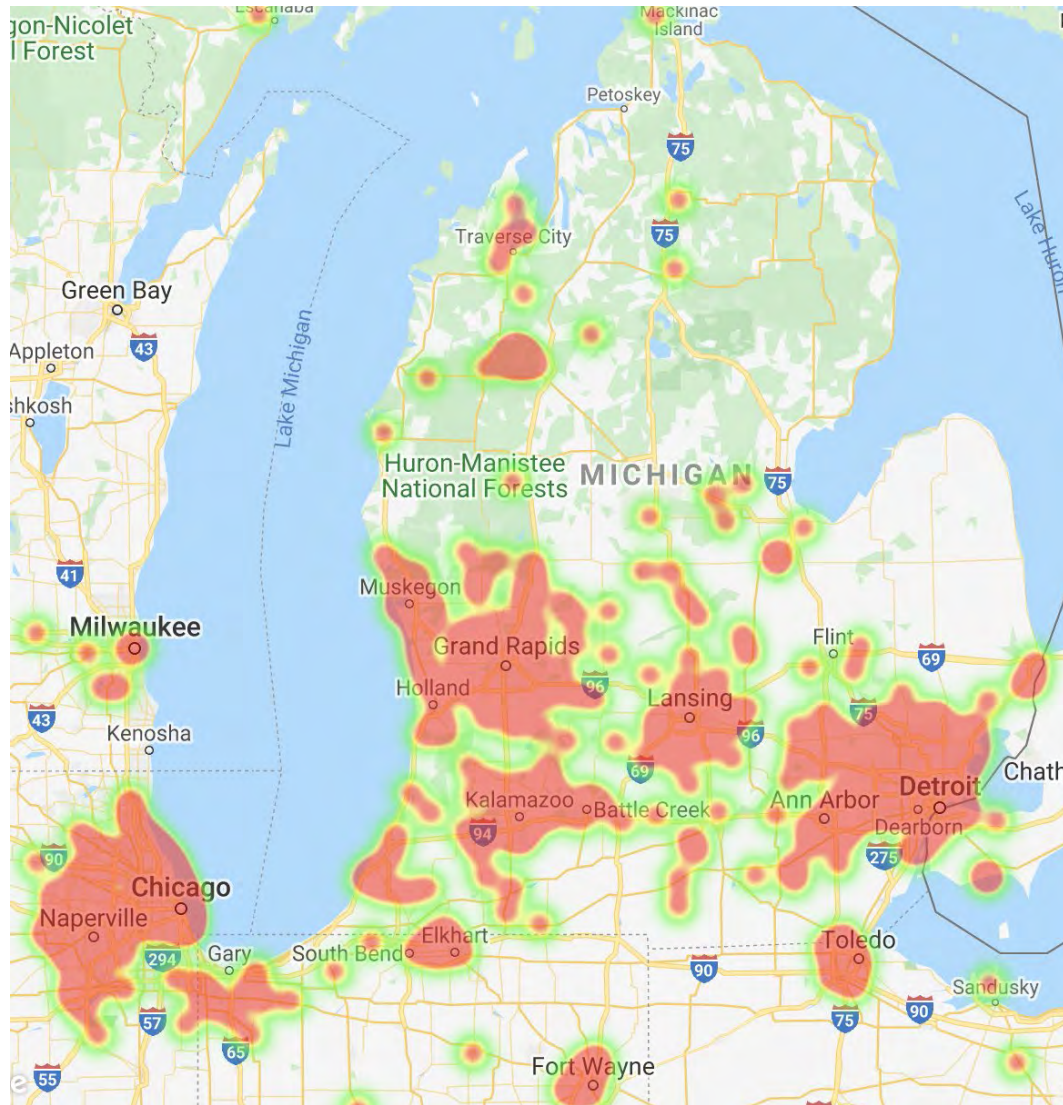 Escanaba
gon-Nicolet
l Forest
Mackinac
Island
Petoskey
75
Lake Huron
75
Traverse City
Green Bay
43
Appleton
shkosh
Lake Michigan
Huron-Manistee
National Forests
MICHIGAN
75
41
Muskegon
Milwaukee
Grand Rapids
Flint
69
96
Holland
Lansing
75
43
Kenosha
96
69
Chath
Detroit
Kalamazoo
Battle Creek
Ann Arbor
94
Dearborn
90
275
Chicago
Naperville
Elkhart
Toledo
294
Gary
South Bend
90
Sandusky
57
75
90
65
55
Fort Wayne
e